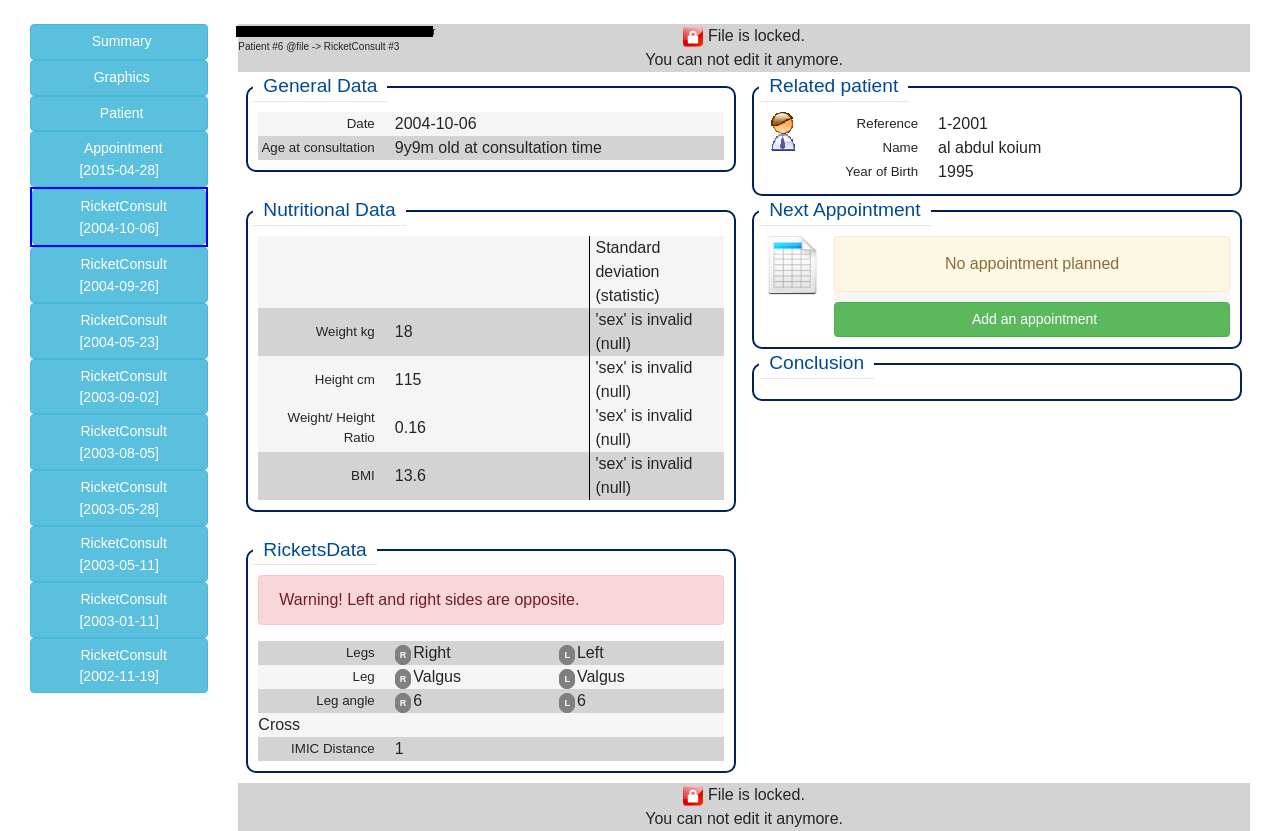 Summary
Graphics
Patient
Appointment
[2015-04-28]
RicketConsult
[2004-10-06]
RicketConsult
[2004-09-26]
RicketConsult
[2004-05-23]
RicketConsult
[2003-09-02]
RicketConsult
[2003-08-05]
RicketConsult
[2003-05-28]
RicketConsult
[2003-05-11]
RicketConsult
[2003-01-11]
RicketConsult
[2002-11-19]
Patient #6 @file -> RicketConsult #3
File is locked.
You can not edit it anymore.
General Data
Date 2004-10-06
Age at consultation 9y9m old at consultation time
Nutritional Data
Standard
deviation
(statistic)
Weight kg 18 'sex' is invalid
(null)
Height cm 115 'sex' is invalid
(null)
Weight/ Height
Ratio 0.16 'sex' is invalid
(null)
BMI 13.6 'sex' is invalid
(null)
RicketsData
Warning! Left and right sides are opposite.
Legs R Right L Left
Leg R Valgus L Valgus
Leg angle R 6 L 6
Cross
IMIC Distance 1
Related patient
Reference 1-2001
Name al abdul koium
Year of Birth 1995
Next Appointment
No appointment planned
Add an appointment
Conclusion
File is locked.
You can not edit it anymore.